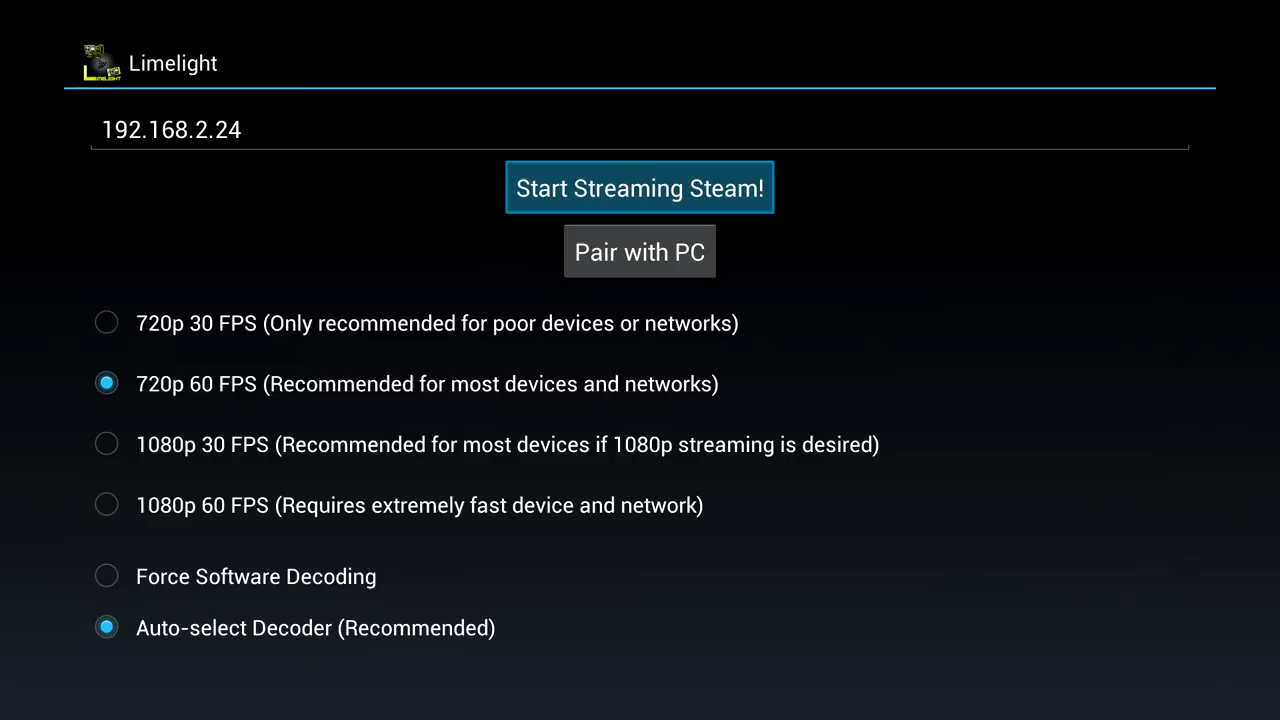 Limelight
192.168.2.24
Start Streaming Steam!
Pair with PC
720p 30 FPS (Only recommended for poor devices or networks)
720p 60 FPS (Recommended for most devices and networks)
1080p 30 FPS (Recommended for most devices if 1080p streaming is desired)
1080p 60 FPS (Requires extremely fast device and network)
Force Software Decoding
Auto-select Decoder (Recommended)